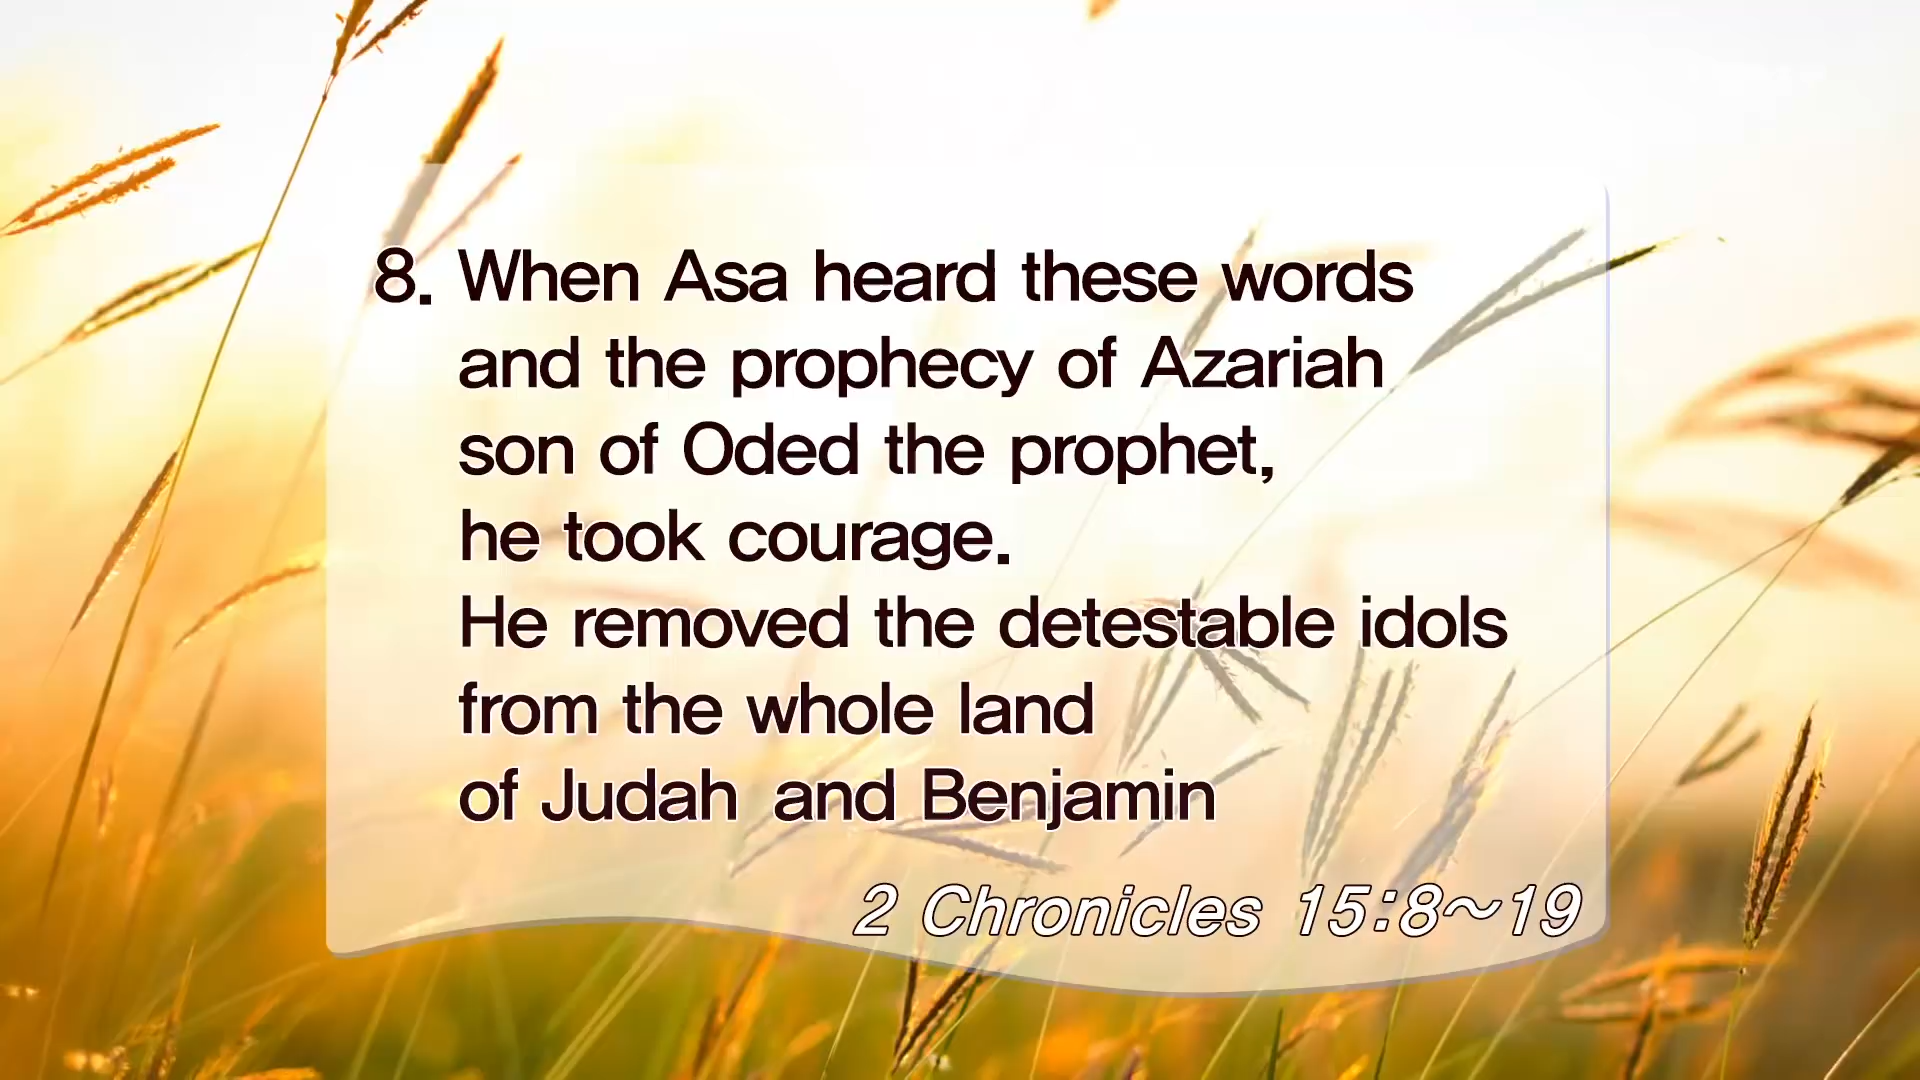 8. When Asa heard these words
and the prophecy of Azariah
son of Oded the prophet,
he took courage.
He removed the detestable idols
from the whole land
of Judah and Benjamin
2 Chronicles 15:8~19